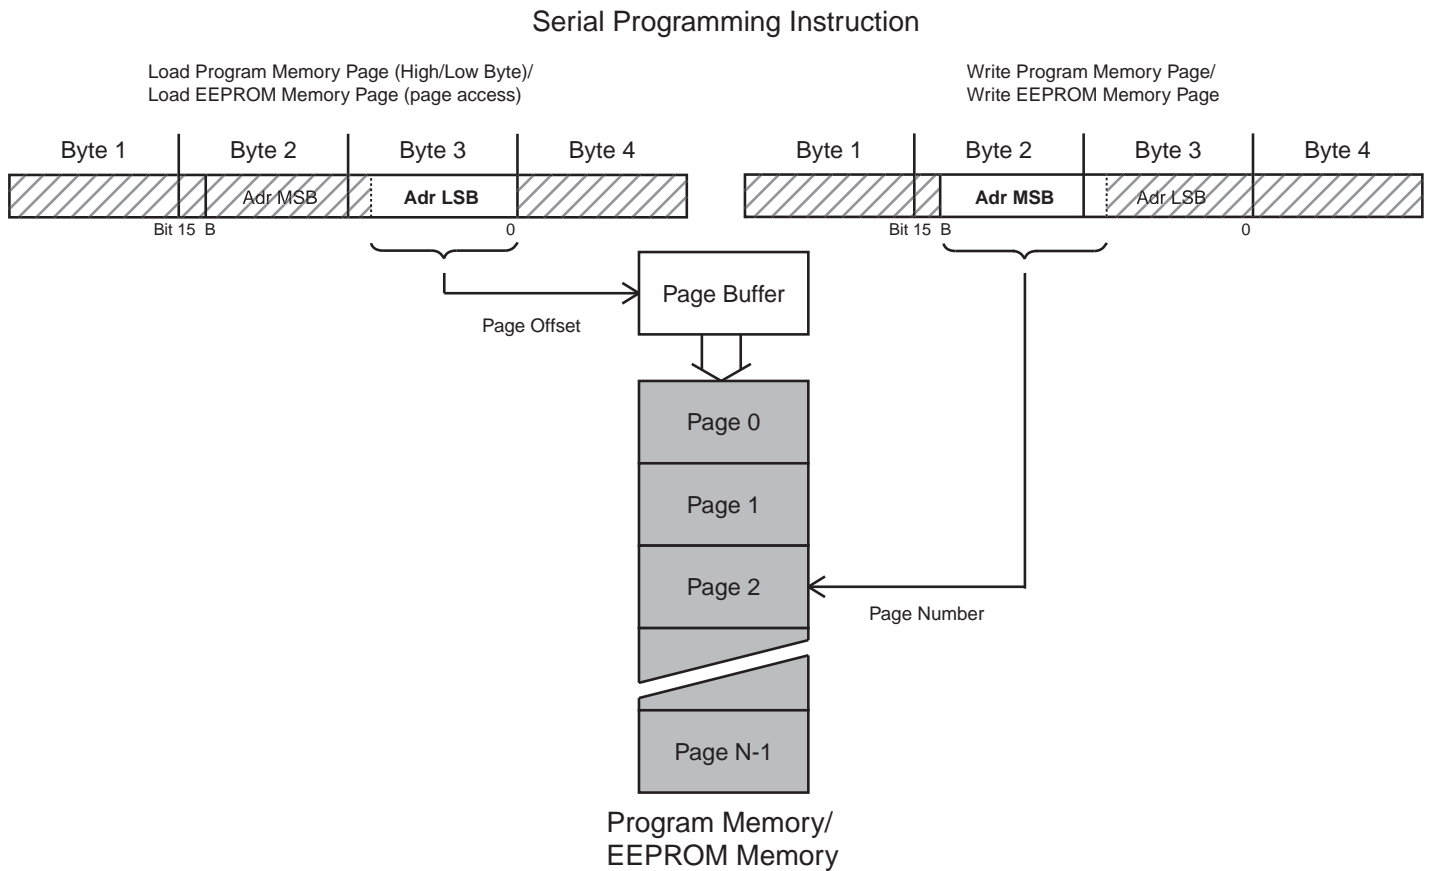 Serial Programming Instruction
Load Program Memory Page (High/Low Byte)/
Load EEPROM Memory Page (page access)
Write Program Memory Page/
Write EEPROM Memory Page
Byte 1 Byte 2 Byte 3 Byte 4
Adr MSB Adr LSB
Bit 15 B 0
Byte 1 Byte 2 Byte 3 Byte 4
Adr MSB Adr LSB
Bit 15 B 0
Page Buffer
Page Offset
Page 0
Page 1
Page 2
Page Number
Page N-1
Program Memory/
EEPROM Memory